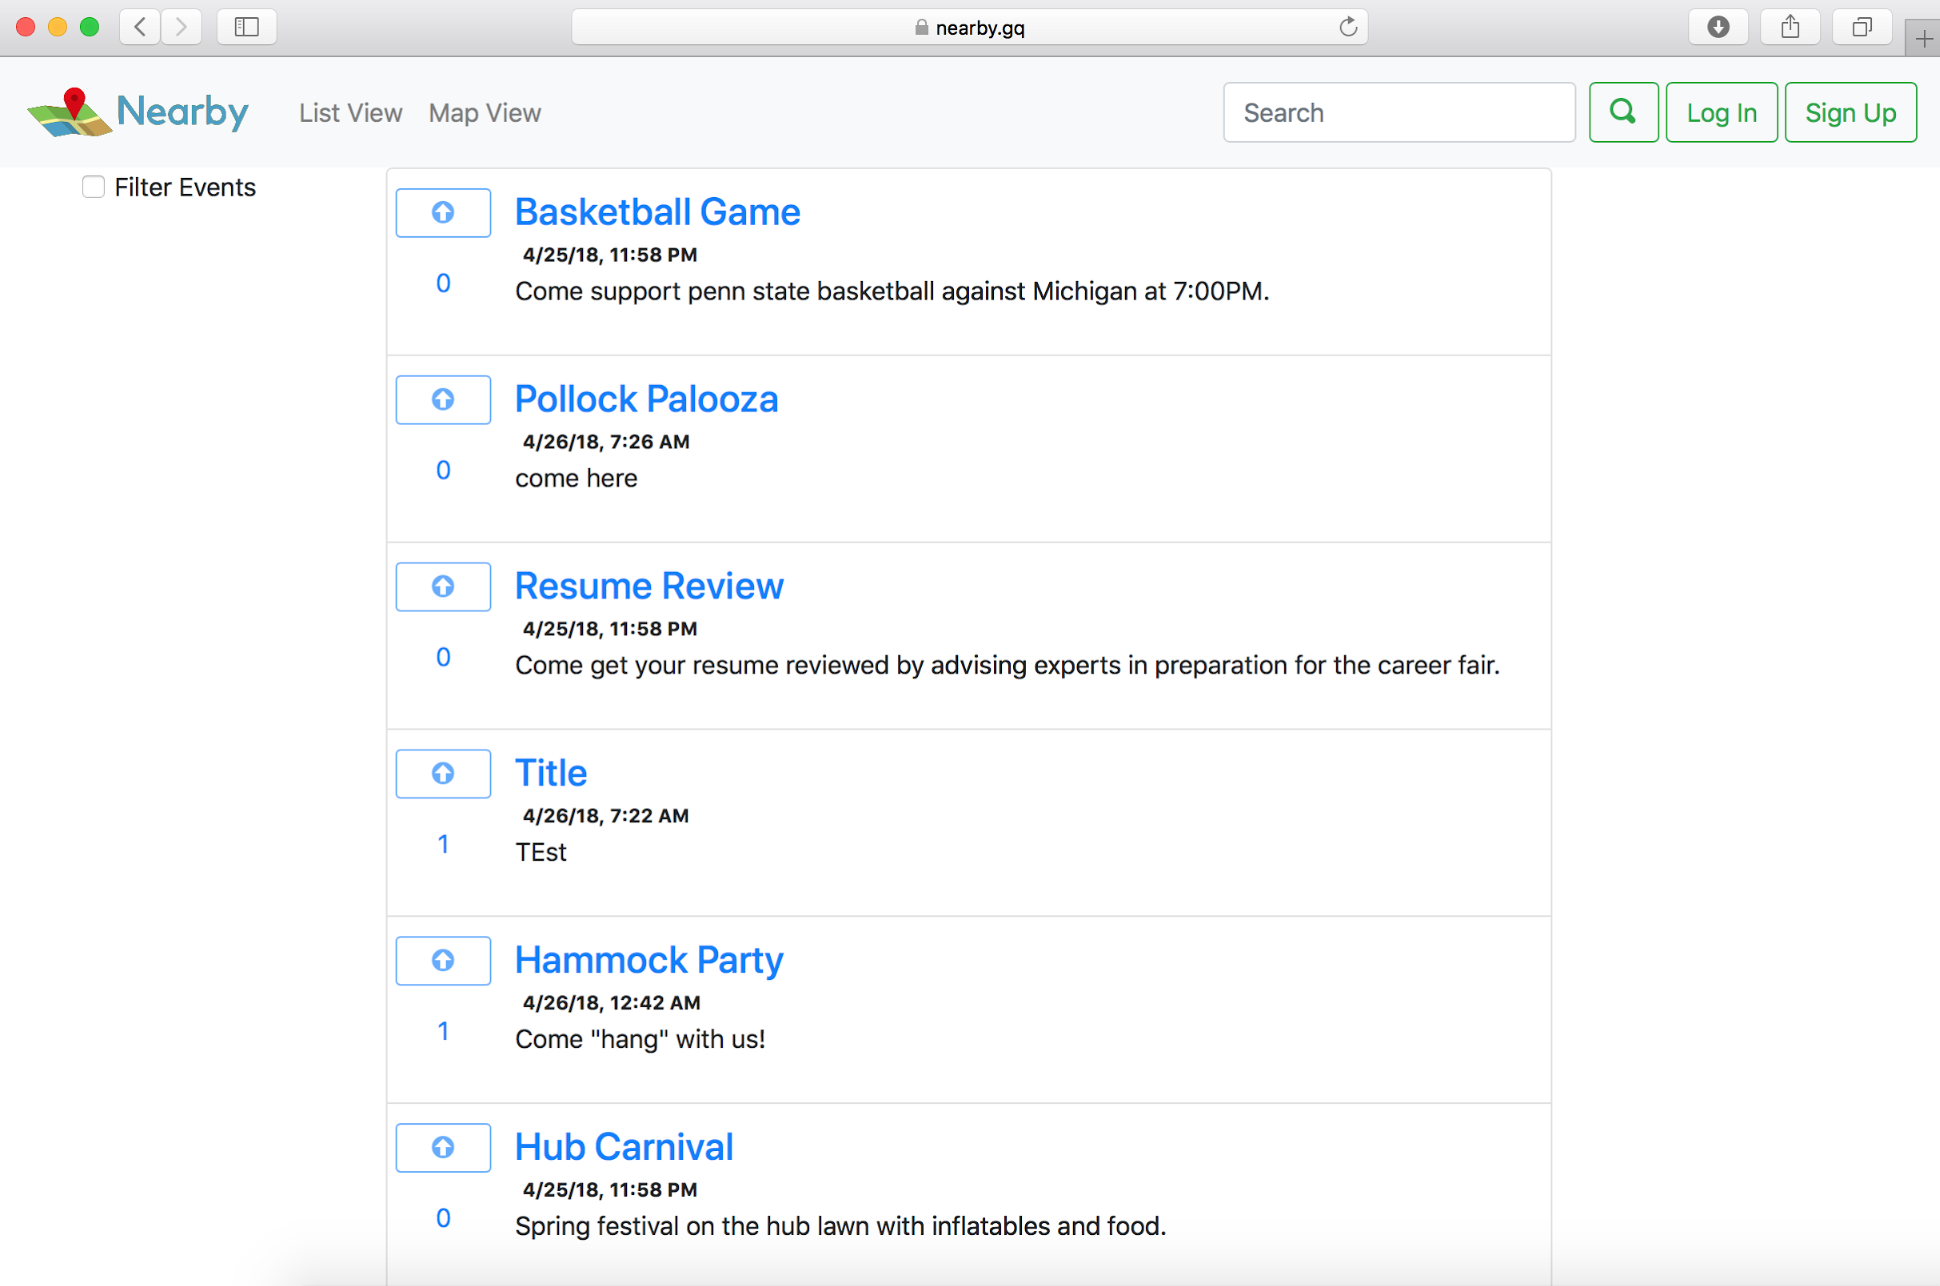 nearby.gq
Nearby
List View
Map View
Search
Log In
Sign Up
Filter Events
Basketball Game
4/25/18, 11:58 PM
0
Come support penn state basketball against Michigan at 7:00PM.
Pollock Palooza
4/26/18, 7:26 AM
0
come here
Resume Review
4/25/18, 11:58 PM
0
Come get your resume reviewed by advising experts in preparation for the career fair.
Title
4/26/18, 7:22 AM
1
TEst
Hammock Party
4/26/18, 12:42 AM
1
Come "hang" with us!
Hub Carnival
4/25/18, 11:58 PM
0
Spring festival on the hub lawn with inflatables and food.